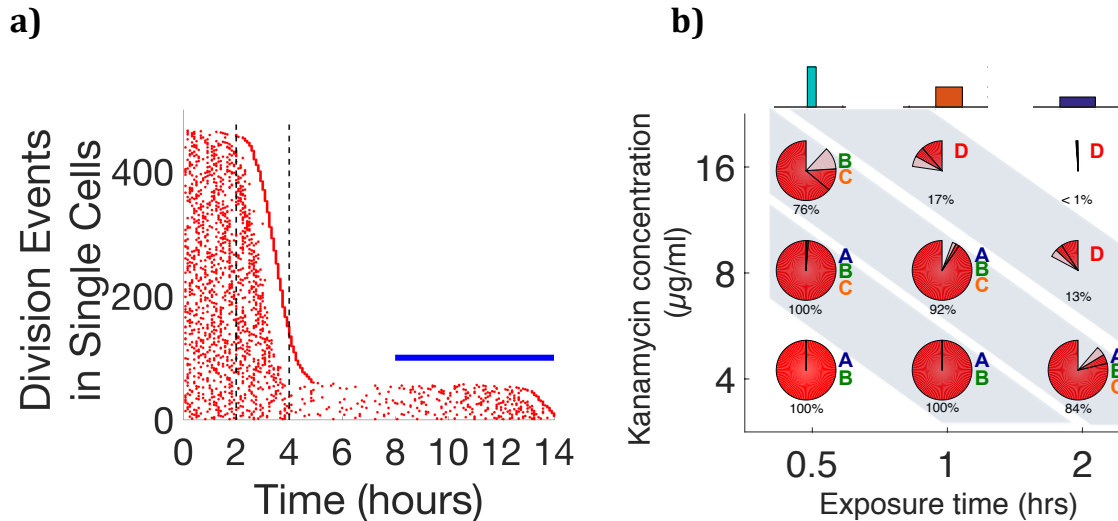 a)
Division Events
in Single Cells
400
200
0
0 2 4 6 8 10 12 14
Time (hours)
b)
Kanamycin concentration
(µg/ml)
16
B
C
76%
D
17%
D
< 1%
8
A
B
C
100%
A
B
C
92%
D
13%
4
A
B
100%
A
B
100%
A
B
C
84%
0.5 1 2
Exposure time (hrs)